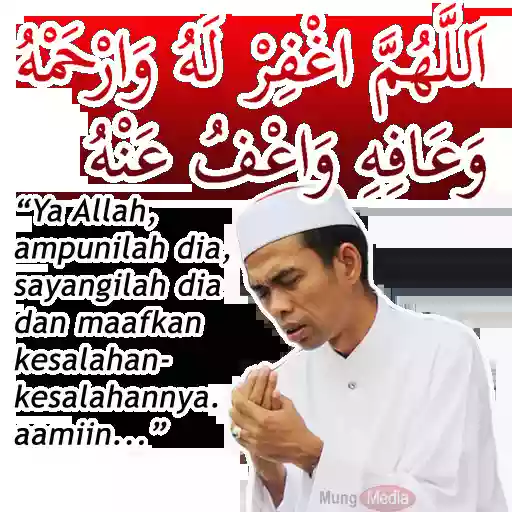 اَللَّهُمَّ اغْفِرْ لَهُ وَارْحَمْهُ
وَعَافِهِ وَاعْفُ عَنْهُ
“Ya Allah,
ampunilah dia,
sayangilah dia
dan maafkan
kesalahan-
kesalahannya.
aamiin...”
Mung Media